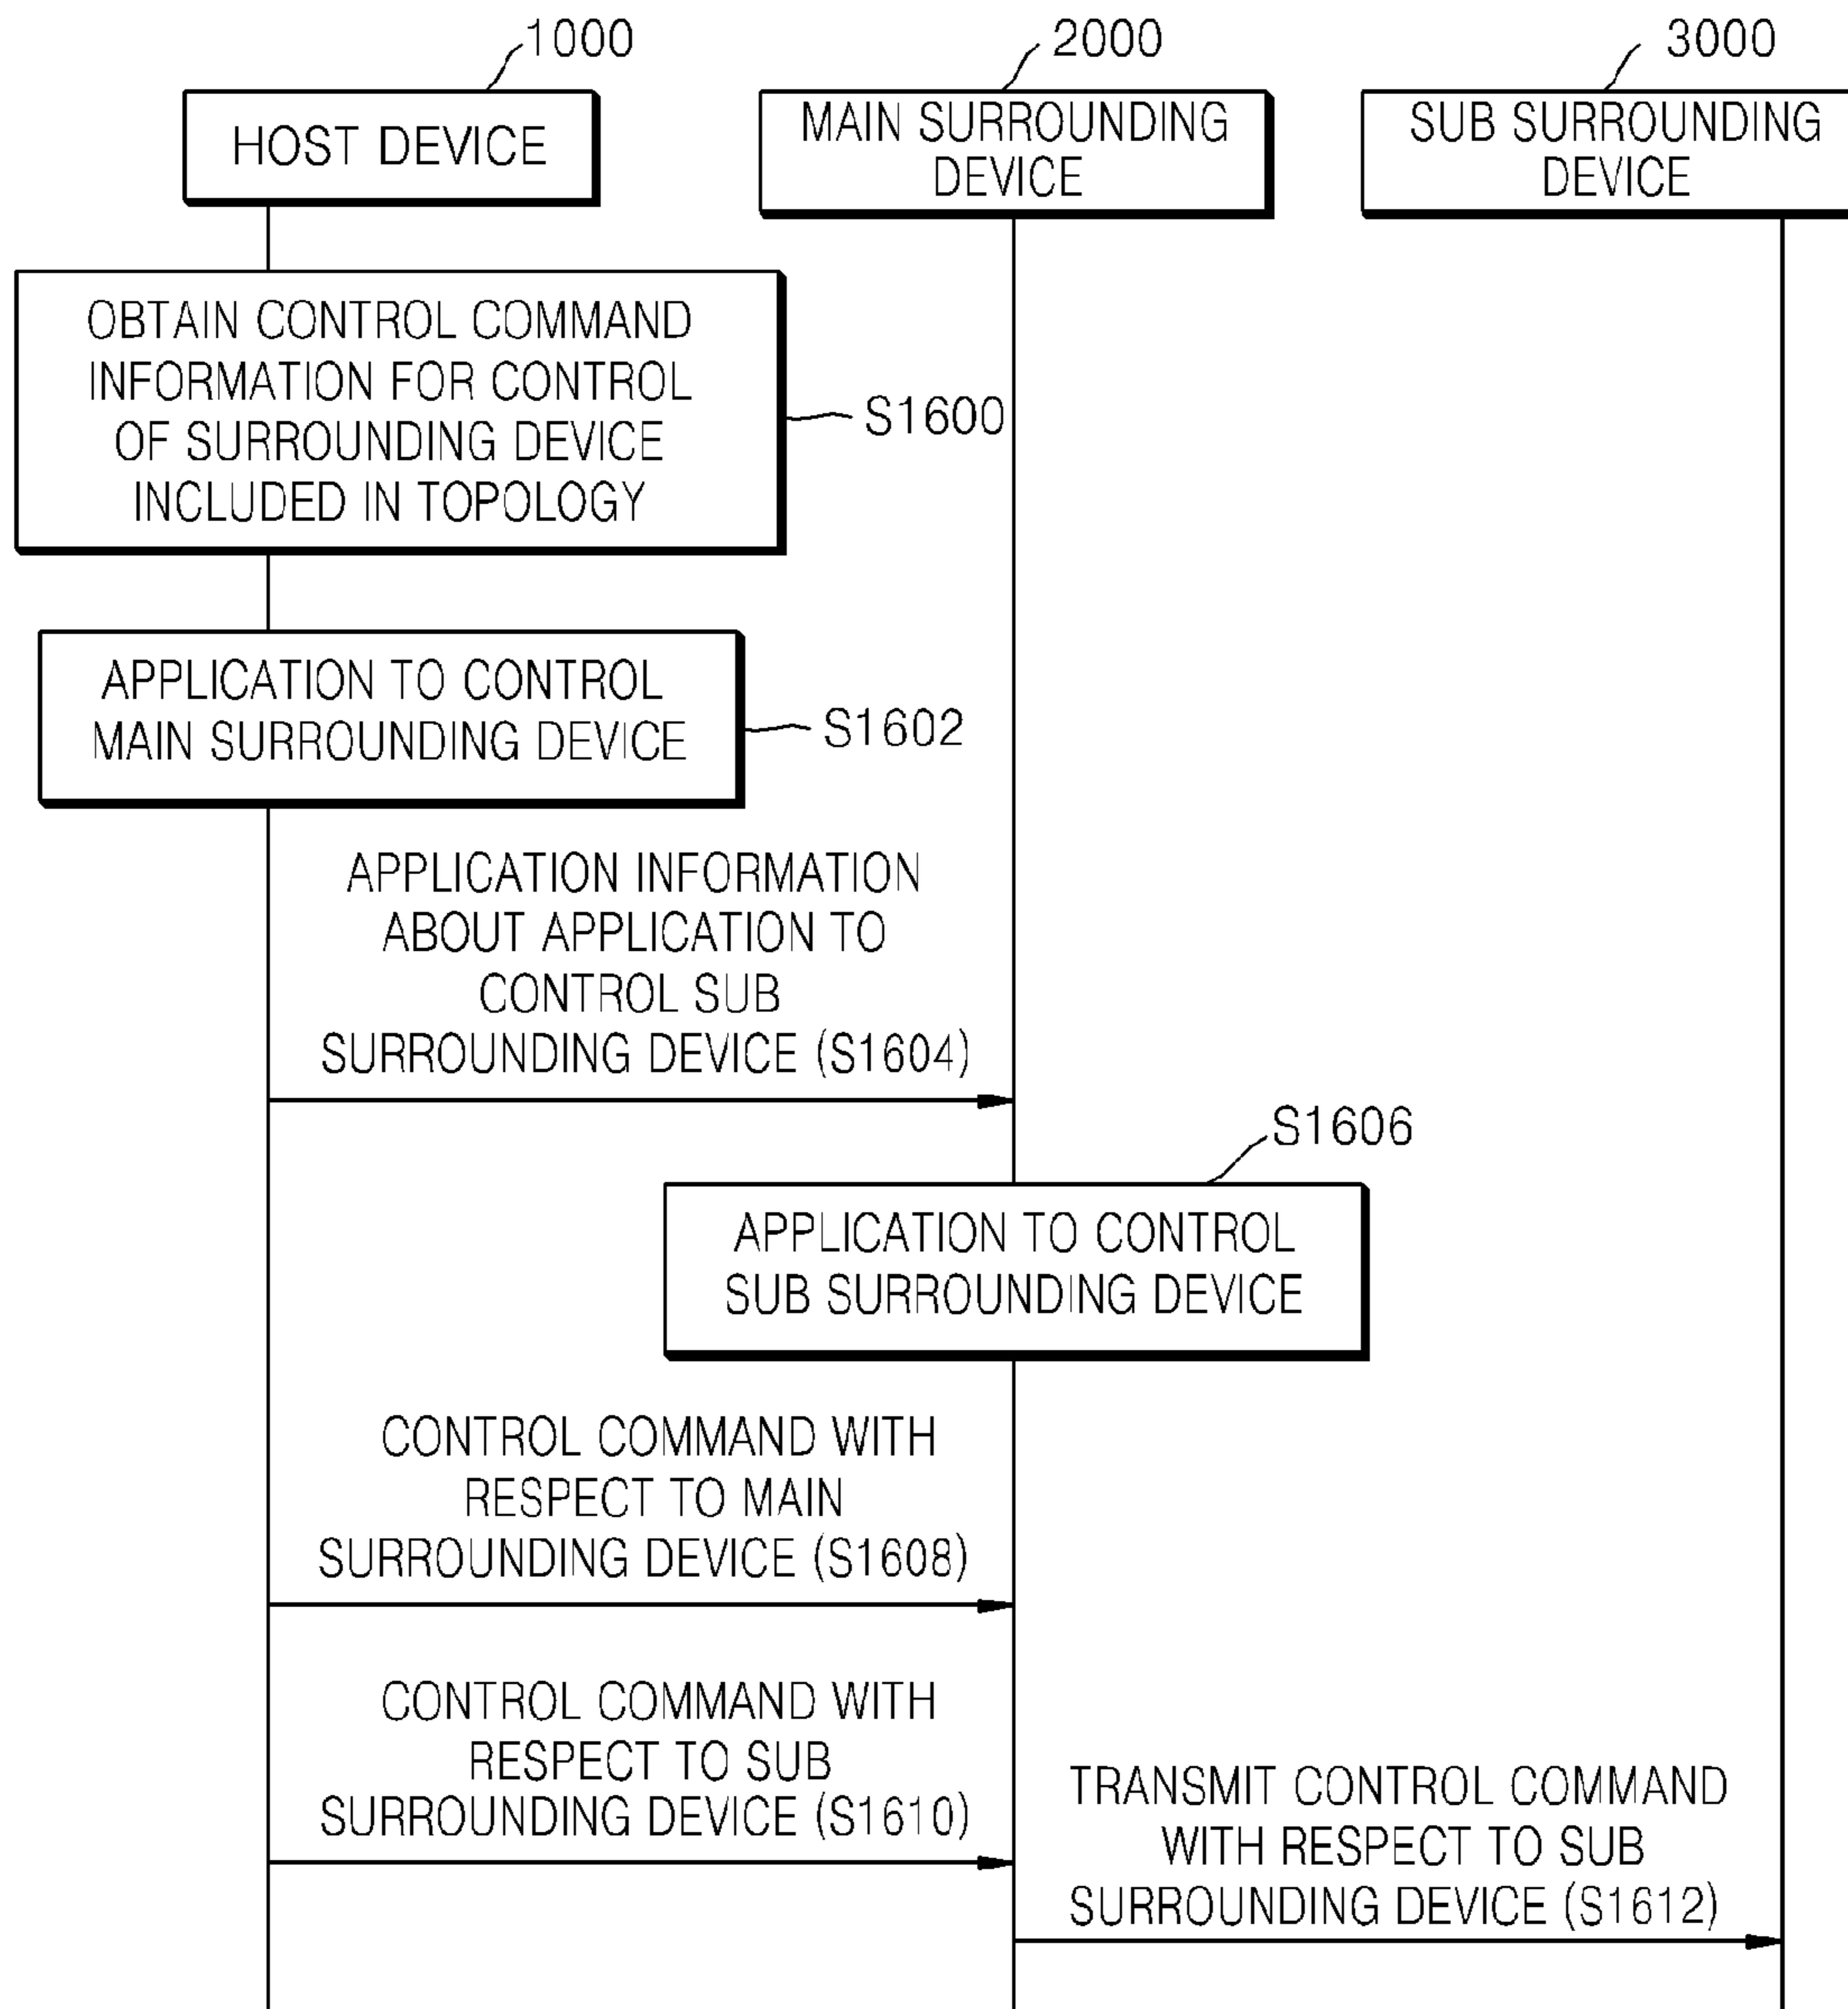 1000
2000
3000
HOST DEVICE
MAIN SURROUNDING
DEVICE
SUB SURROUNDING
DEVICE
OBTAIN CONTROL COMMAND
INFORMATION FOR CONTROL
OF SURROUNDING DEVICE
INCLUDED IN TOPOLOGY
S1600
APPLICATION TO CONTROL
MAIN SURROUNDING DEVICE
S1602
APPLICATION INFORMATION
ABOUT APPLICATION TO
CONTROL SUB
SURROUNDING DEVICE (S1604)
S1606
APPLICATION TO CONTROL
SUB SURROUNDING DEVICE
CONTROL COMMAND WITH
RESPECT TO MAIN
SURROUNDING DEVICE (S1608)
CONTROL COMMAND WITH
RESPECT TO SUB
SURROUNDING DEVICE (S1610)
TRANSMIT CONTROL COMMAND
WITH RESPECT TO SUB
SURROUNDING DEVICE (S1612)